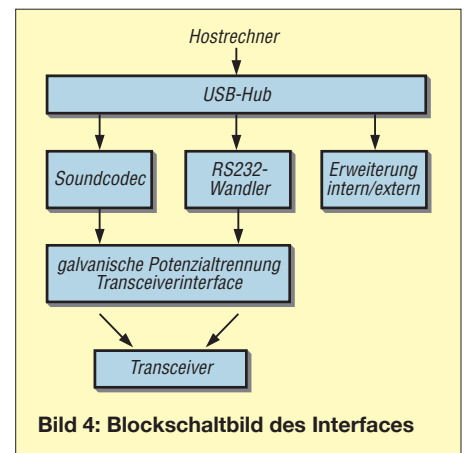 Hostrechner
USB-Hub
Soundcodec
RS232-
Wandler
Erweiterung
intern/extern
galvanische Potenzialtrennung
Transceiverinterface
Transceiver
Bild 4: Blockschaltbild des Interfaces